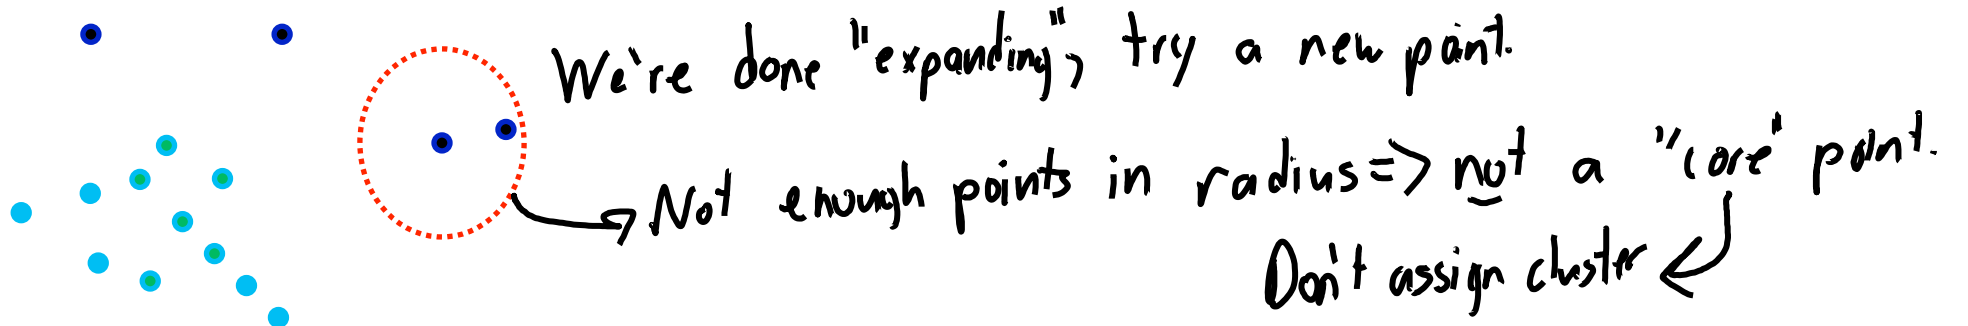 We're done "expanding", try a new point.
Not enough points in radius => not a "core" point.
Don't assign cluster